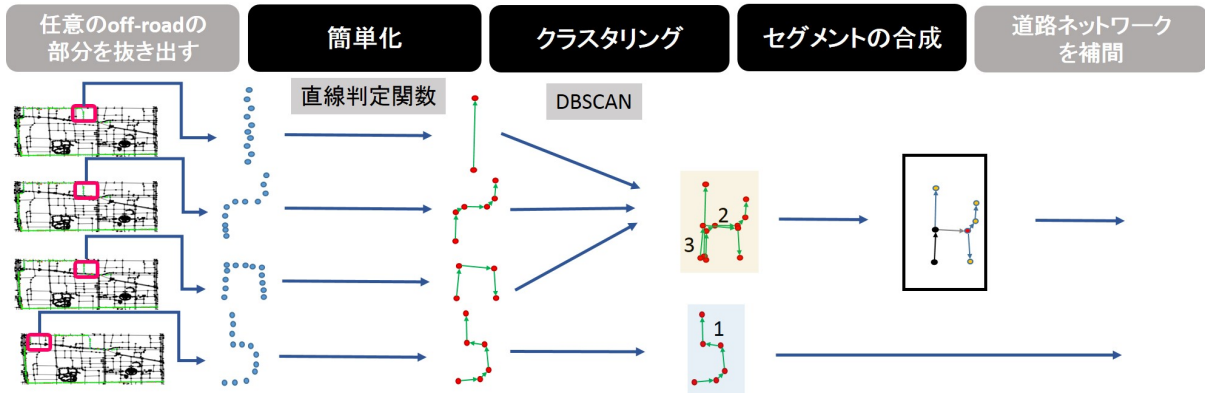 任意のoff-roadの
部分を抜き出す
簡単化
クラスタリング
セグメントの合成
道路ネットワーク
を補間
直線判定関数
DBSCAN
2
3
1